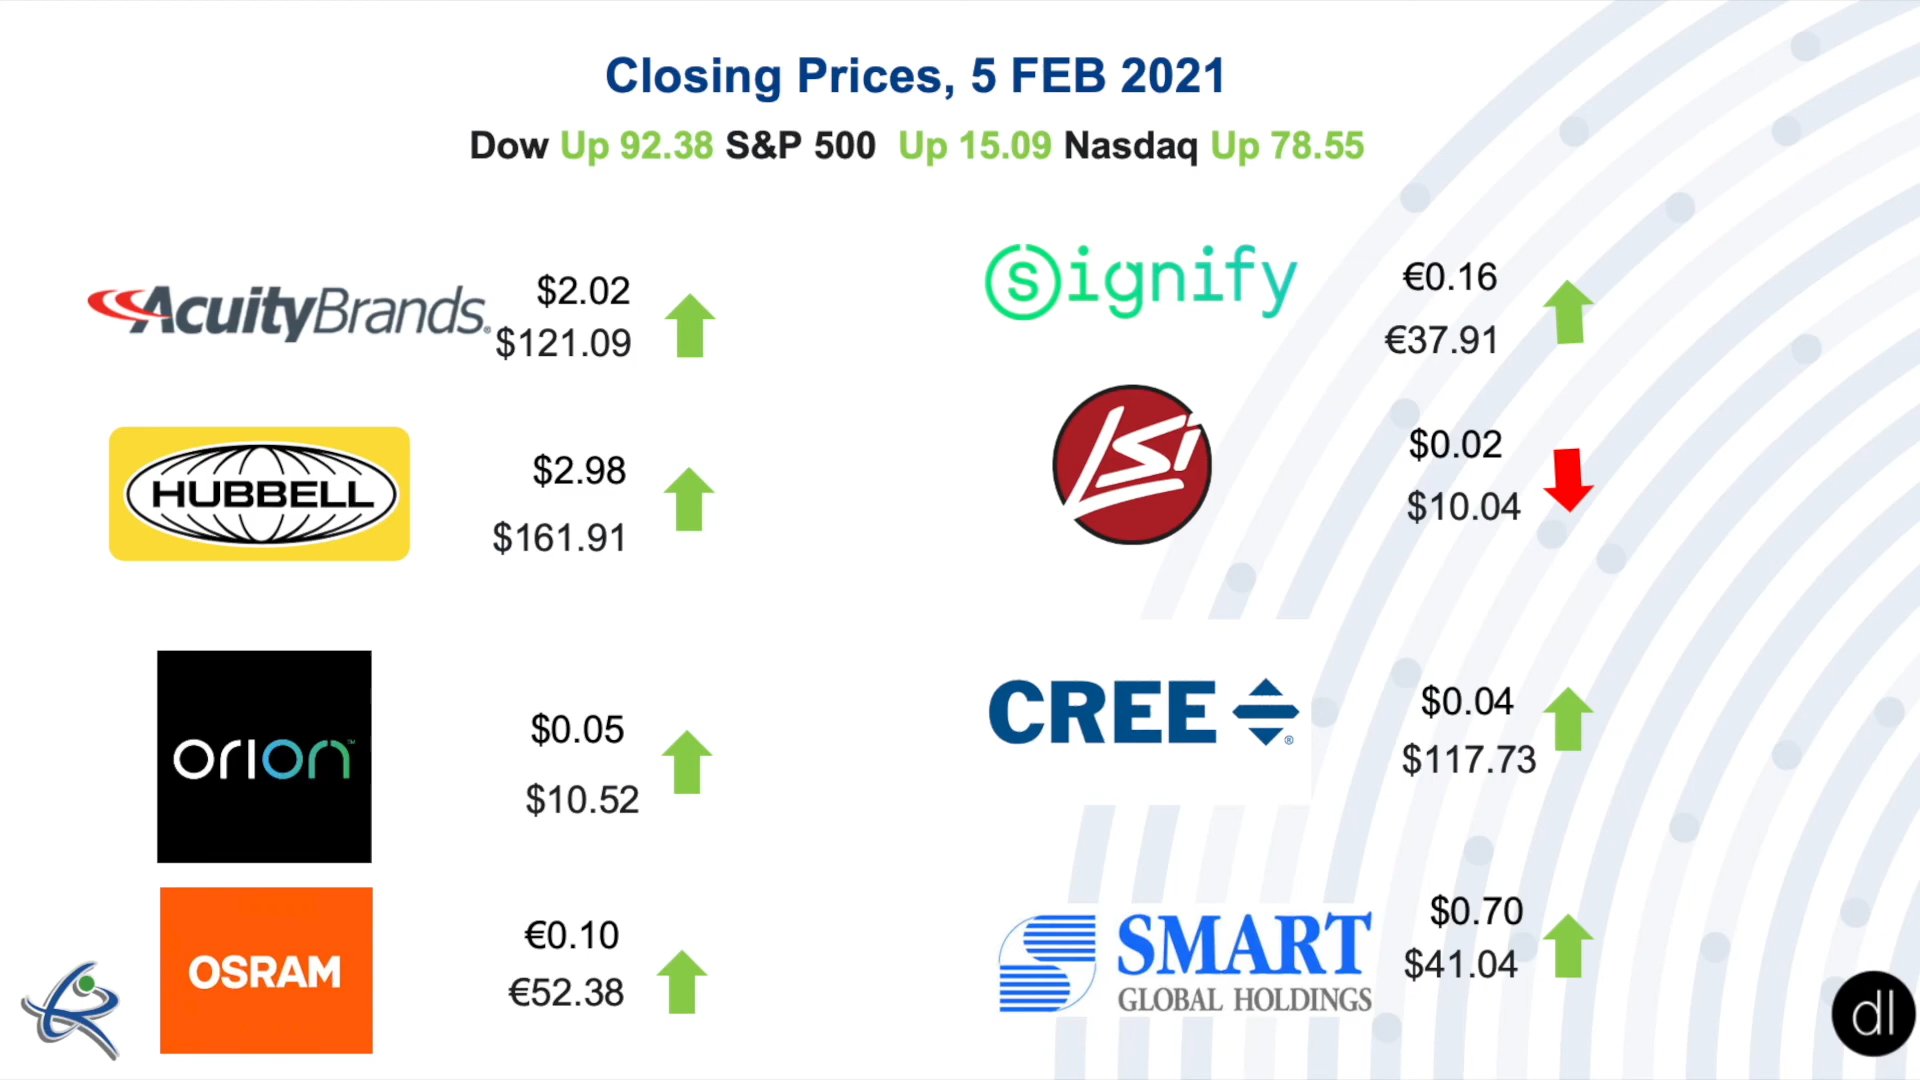 Closing Prices, 5 FEB 2021
Dow Up 92.38 S&P 500 Up 15.09 Nasdaq Up 78.55
AcuityBrands®
$2.02
$121.09
signify
€0.16
€37.91
HUBBELL
$2.98
$161.91
LSi
$0.02
$10.04
orion™
$0.05
$10.52
CREE®
$0.04
$117.73
OSRAM
€0.10
€52.38
SMART
GLOBAL HOLDINGS
$0.70
$41.04
dl